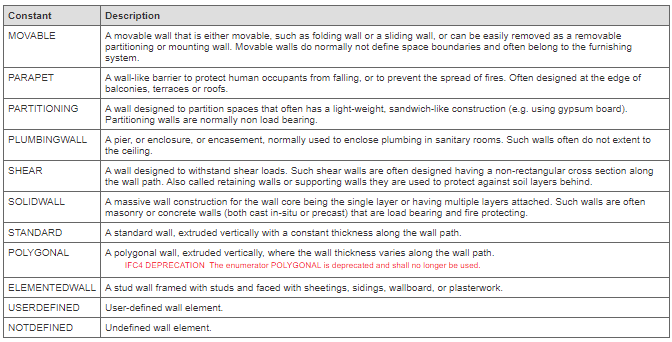 Constant Description
MOVABLE A movable wall that is either movable, such as folding wall or a sliding wall, or can be easily removed as a removable
partitioning or mounting wall. Movable walls do normally not define space boundaries and often belong to the furnishing
system.
PARAPET A wall-like barrier to protect human occupants from falling, or to prevent the spread of fires. Often designed at the edge of
balconies, terraces or roofs.
PARTITIONING A wall designed to partition spaces that often has a light-weight, sandwich-like construction (e.g. using gypsum board).
Partitioning walls are normally non load bearing.
PLUMBINGWALL A pier, or enclosure, or encasement, normally used to enclose plumbing in sanitary rooms. Such walls often do not extent to
the ceiling.
SHEAR A wall designed to withstand shear loads. Such shear walls are often designed having a non-rectangular cross section along
the wall path. Also called retaining walls or supporting walls they are used to protect against soil layers behind.
SOLIDWALL A massive wall construction for the wall core being the single layer or having multiple layers attached. Such walls are often
masonry or concrete walls (both cast in-situ or precast) that are load bearing and fire protecting.
STANDARD A standard wall, extruded vertically with a constant thickness along the wall path.
POLYGONAL A polygonal wall, extruded vertically, where the wall thickness varies along the wall path.
IFC4 DEPRECATION The enumerator POLYGONAL is deprecated and shall no longer be used.
ELEMENTEDWALL A stud wall framed with studs and faced with sheetings, sidings, wallboard, or plasterwork.
USERDEFINED User-defined wall element.
NOTDEFINED Undefined wall element.